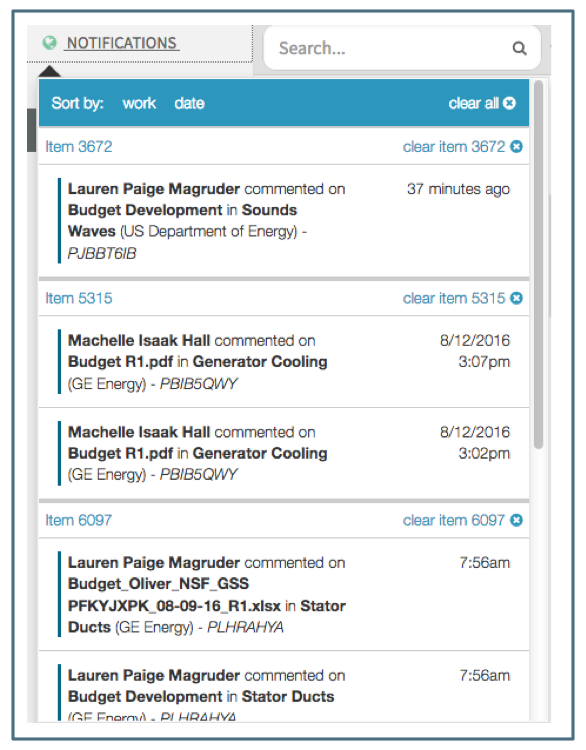 NOTIFICATIONS
Search...
Sort by: work date clear all
Item 3672 clear item 3672
Lauren Paige Magruder commented on 37 minutes ago
Budget Development in Sounds
Waves (US Department of Energy) -
PJBBT6IB
Item 5315 clear item 5315
Machelle Isaak Hall commented on 8/12/2016
Budget R1.pdf in Generator Cooling 3:07pm
(GE Energy) - PBIB5QWY
Machelle Isaak Hall commented on 8/12/2016
Budget R1.pdf in Generator Cooling 3:02pm
(GE Energy) - PBIB5QWY
Item 6097 clear item 6097
Lauren Paige Magruder commented on 7:56am
Budget_Oliver_NSF_GSS
PFKYJXPK_08-09-16_R1.xlsx in Stator
Ducts (GE Energy) - PLHRAHYA
Lauren Paige Magruder commented on 7:56am
Budget Development in Stator Ducts
(GE Energy) - PLHRAHYA